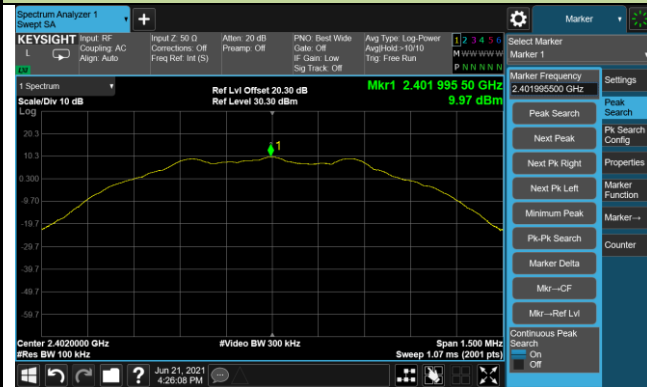 Spectrum Analyzer 1
Swept SA
Marker
KEYSIGHT
L
Input: RF
Coupling: AC
Align: Auto
Input Z: 50 Ω
Corrections: Off
Freq Ref: Int (S)
Atten: 20 dB
Preamp: Off
PNO: Best Wide
Gate: Off
IF Gain: Low
Sig Track: Off
Avg Type: Log-Power
Avg|Hold:>10/10
Trig: Free Run
1 2 3 4 5 6
M W W W W W
P N N N N N
Select Marker
Marker 1
1 Spectrum
Scale/Div 10 dB
Log
Ref Lvl Offset 20.30 dB
Ref Level 30.30 dBm
Mkr1 2.401 995 50 GHz
9.97 dBm
20.3
10.3
0.300
-9.70
-19.7
-29.7
-39.7
-49.7
-59.7
1
Center 2.4020000 GHz
#Res BW 100 kHz
#Video BW 300 kHz
Span 1.500 MHz
Sweep 1.07 ms (2001 pts)
Marker Frequency
2.401995500 GHz
Peak Search
Next Peak
Next Pk Right
Next Pk Left
Minimum Peak
Pk-Pk Search
Marker Delta
Mkr→CF
Mkr→Ref Lvl
Continuous Peak
Search
On
Off
Settings
Peak
Search
Pk Search
Config
Properties
Marker
Function
Marker→
Counter
Jun 21, 2021
4:26:08 PM